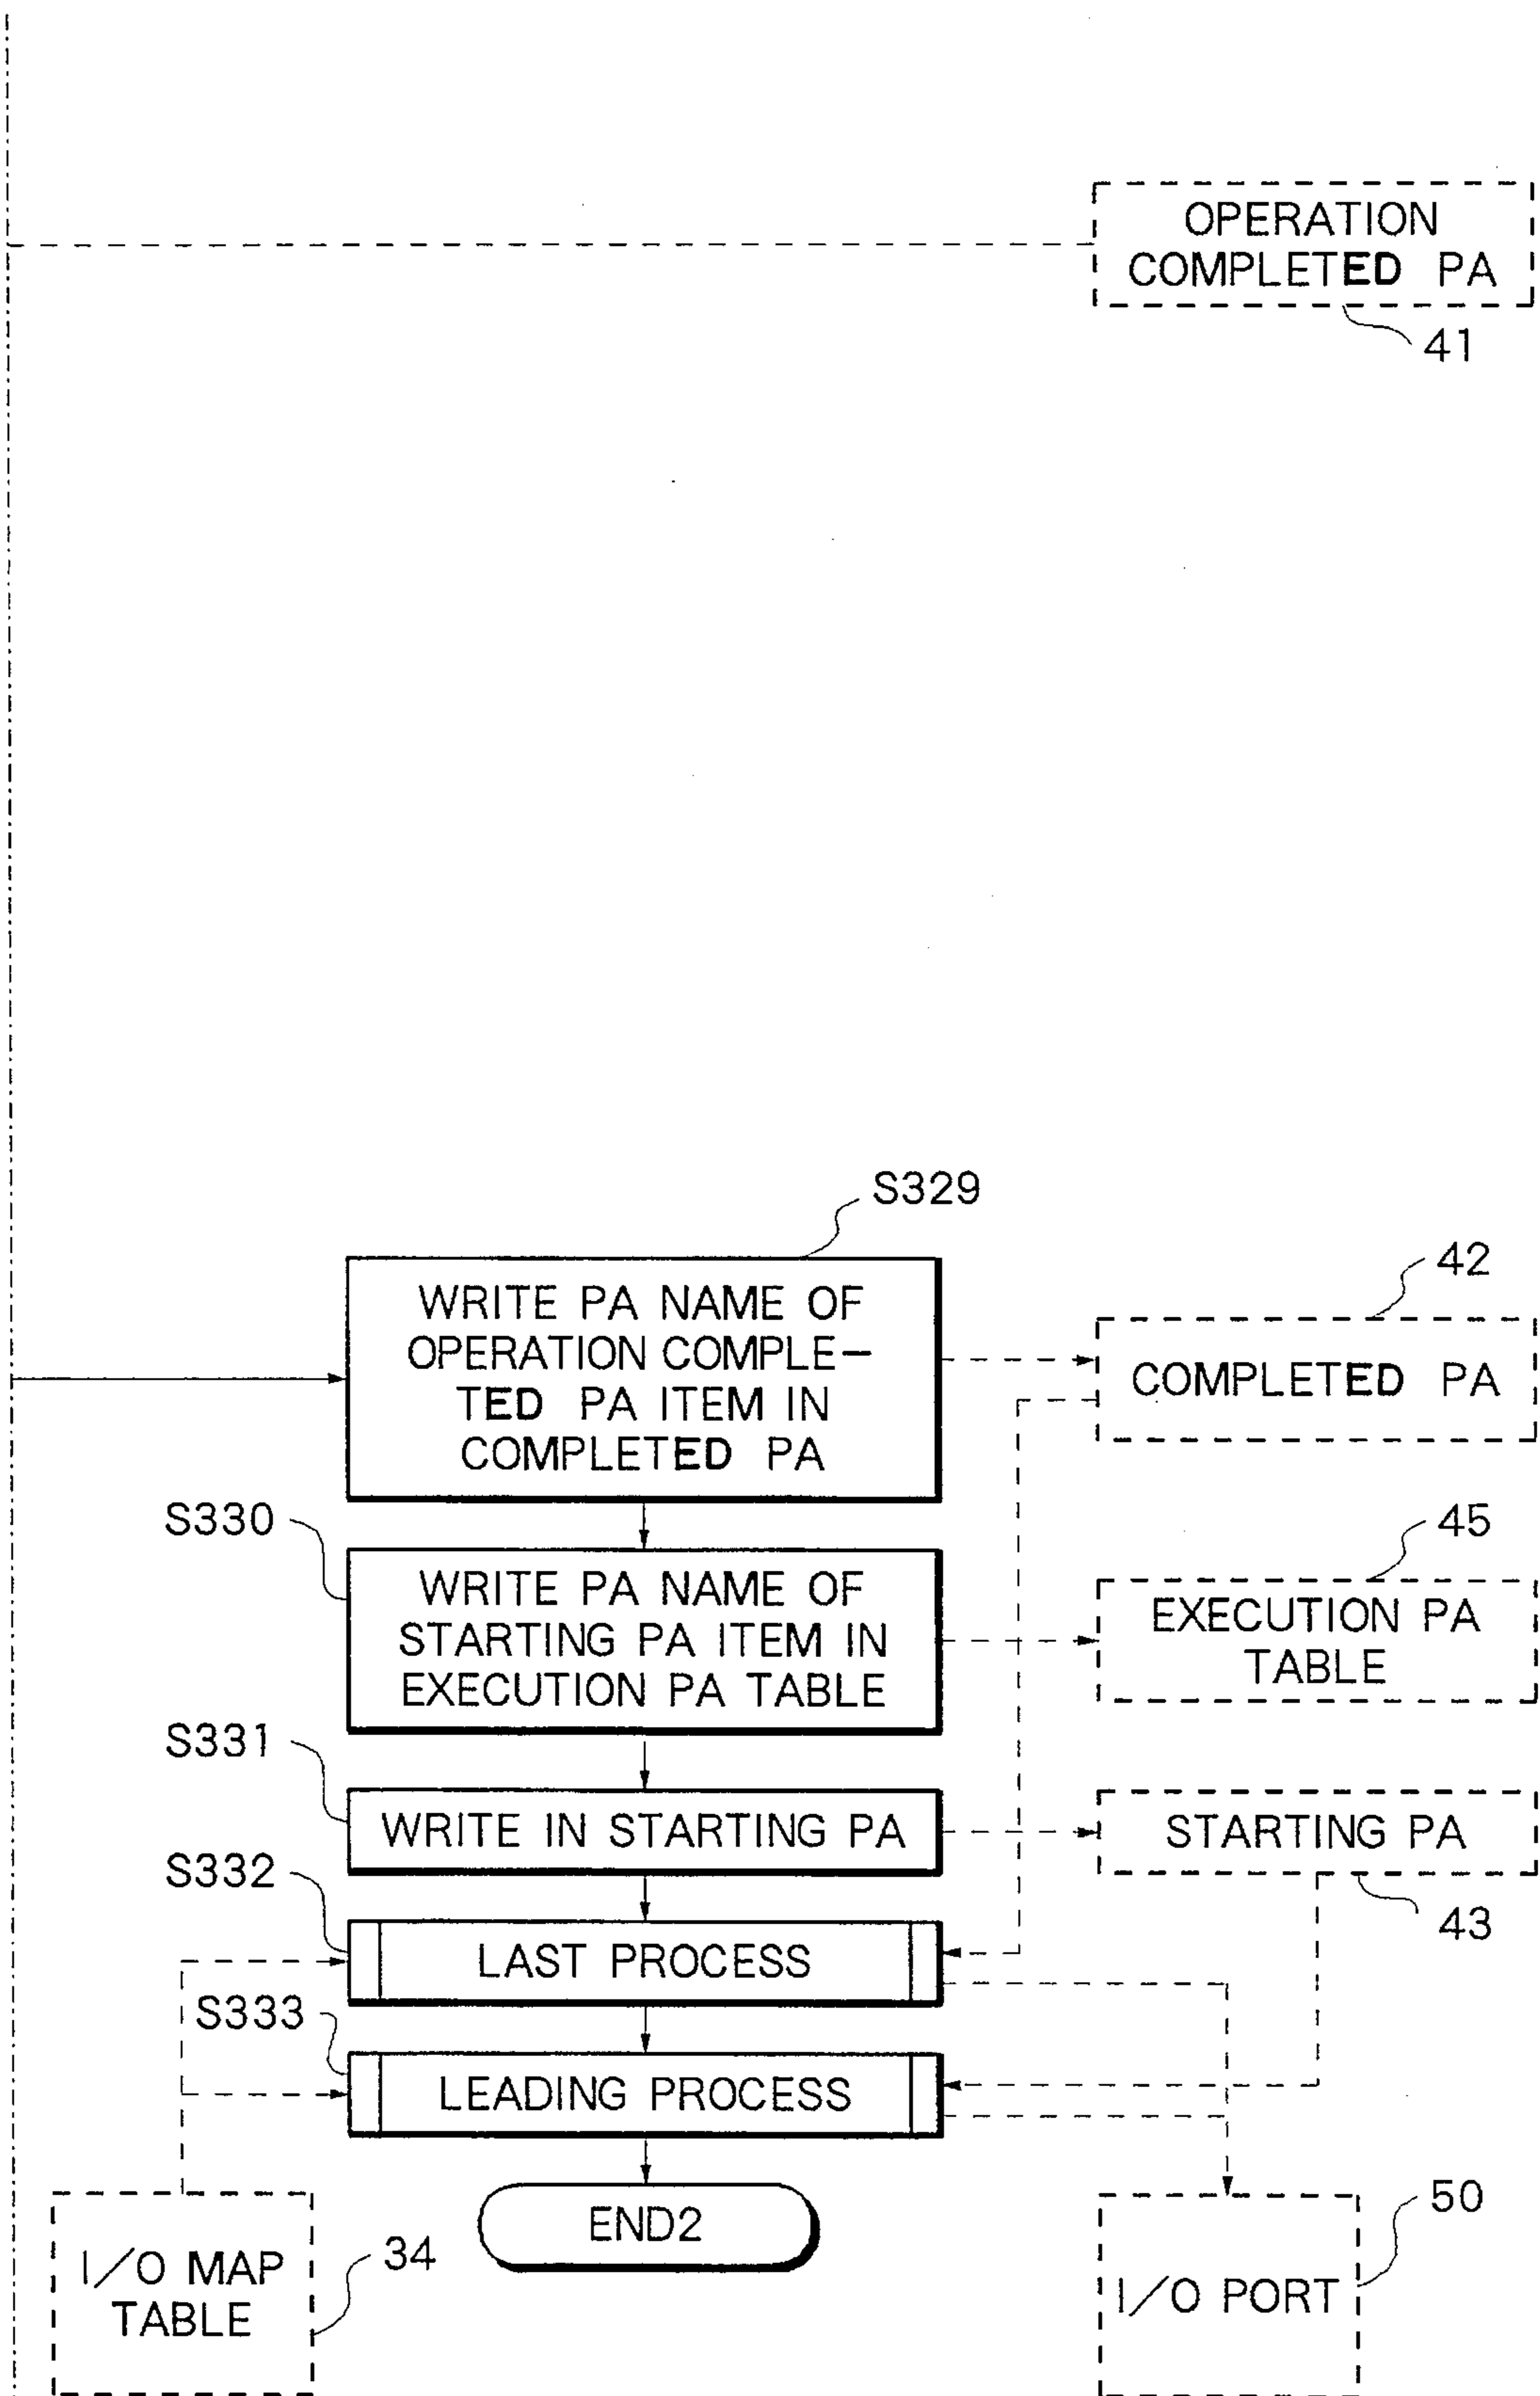 OPERATION
COMPLETED PA
41
S329
WRITE PA NAME OF
OPERATION COMPLE-
TED PA ITEM IN
COMPLETED PA
42
COMPLETED PA
S330
WRITE PA NAME OF
STARTING PA ITEM IN
EXECUTION PA TABLE
45
EXECUTION PA
TABLE
S331
WRITE IN STARTING PA
STARTING PA
43
S332
LAST PROCESS
S333
LEADING PROCESS
END2
I/O MAP
TABLE
34
50
I/O PORT